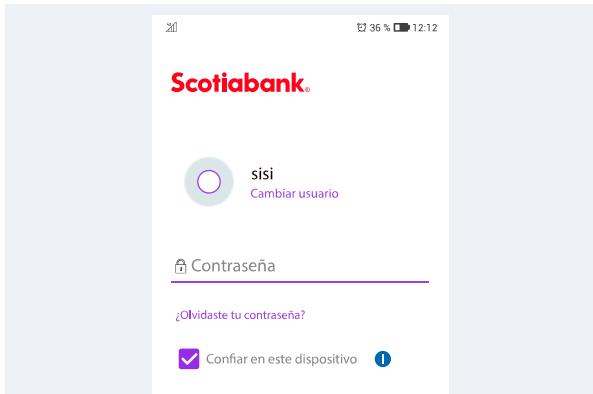 36 % 12:12
Scotiabank®
sisi
Cambiar usuario
Contraseña
¿Olvidaste tu contraseña?
Confiar en este dispositivo